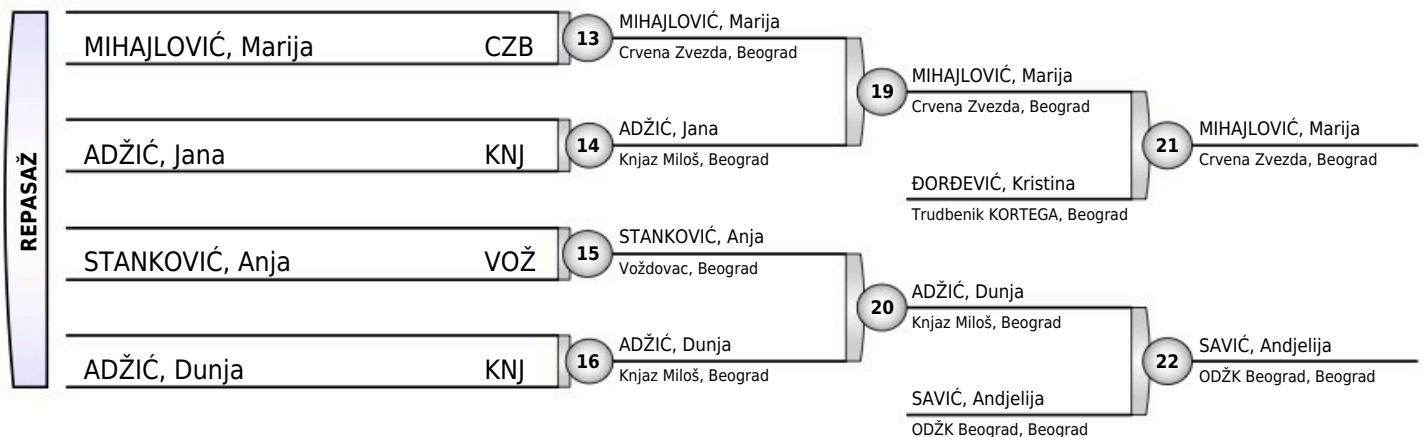 REPASAŽ
MIHAJLOVIĆ, Marija CZB
13
MIHAJLOVIĆ, Marija
Crvena Zvezda, Beograd
ADŽIĆ, Jana KNJ
14
ADŽIĆ, Jana
Knjaz Miloš, Beograd
19
MIHAJLOVIĆ, Marija
Crvena Zvezda, Beograd
ĐORĐEVIĆ, Kristina
Trudbenik KORTEGA, Beograd
21
MIHAJLOVIĆ, Marija
Crvena Zvezda, Beograd
STANKOVIĆ, Anja VOŽ
15
STANKOVIĆ, Anja
Voždovac, Beograd
ADŽIĆ, Dunja KNJ
16
ADŽIĆ, Dunja
Knjaz Miloš, Beograd
20
ADŽIĆ, Dunja
Knjaz Miloš, Beograd
SAVIĆ, Andjelija
ODŽK Beograd, Beograd
22
SAVIĆ, Andjelija
ODŽK Beograd, Beograd